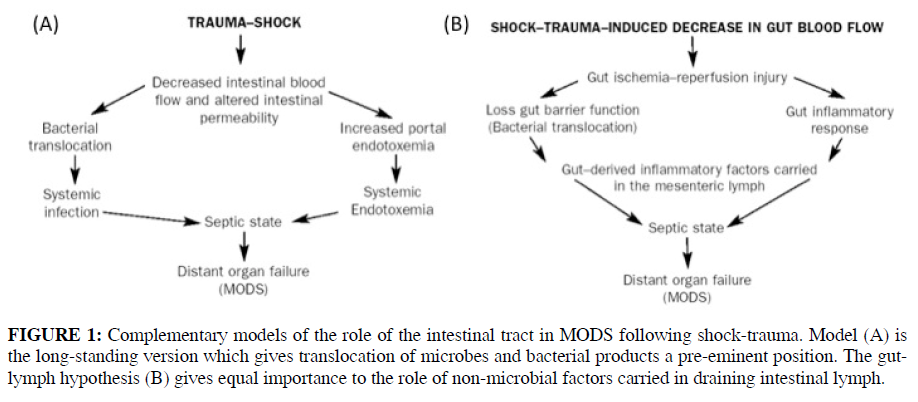 (A)
TRAUMA–SHOCK
Decreased intestinal blood
flow and altered intestinal
permeability
Bacterial
translocation
Increased portal
endotoxemia
Systemic
infection
Systemic
Endotoxemia
Septic state
Distant organ failure
(MODS)
(B)
SHOCK–TRAUMA–INDUCED DECREASE IN GUT BLOOD FLOW
Gut ischemia–reperfusion injury
Loss gut barrier function
(Bacterial translocation)
Gut inflammatory
response
Gut–derived inflammatory factors carried
in the mesenteric lymph
Septic state
Distant organ failure
(MODS)
FIGURE 1: Complementary models of the role of the intestinal tract in MODS following shock-trauma. Model (A) is
the long-standing version which gives translocation of microbes and bacterial products a pre-eminent position. The gut-
lymph hypothesis (B) gives equal importance to the role of non-microbial factors carried in draining intestinal lymph.